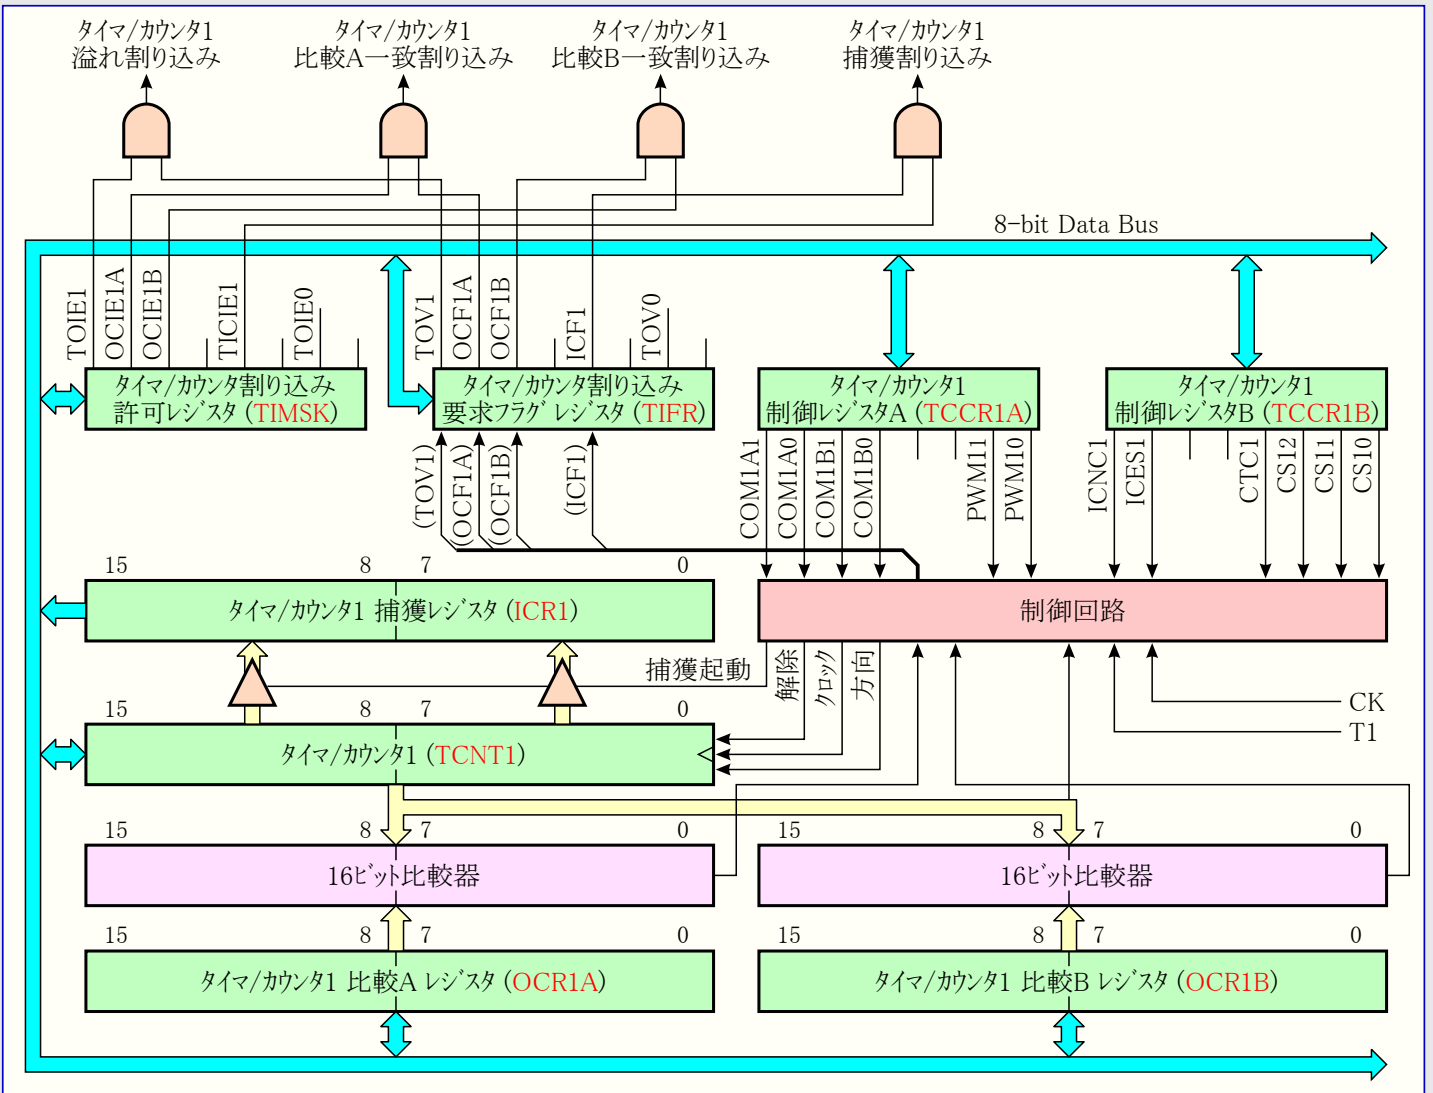 ﾀｲﾏ/ｶｳﾝﾀ1
溢れ割り込み
ﾀｲﾏ/ｶｳﾝﾀ1
比較A一致割り込み
ﾀｲﾏ/ｶｳﾝﾀ1
比較B一致割り込み
ﾀｲﾏ/ｶｳﾝﾀ1
捕獲割り込み
8-bit Data Bus
TOIE1
OCIE1A
OCIE1B
TICIE1
TOIE0
TOV1
OCF1A
OCF1B
ICF1
TOV0
ﾀｲﾏ/ｶｳﾝﾀ割り込み
許可ﾚｼﾞｽﾀ (TIMSK)
ﾀｲﾏ/ｶｳﾝﾀ割り込み
要求ﾌﾗｸﾞ ﾚｼﾞｽﾀ (TIFR)
ﾀｲﾏ/ｶｳﾝﾀ1
制御ﾚｼﾞｽﾀA (TCCR1A)
ﾀｲﾏ/ｶｳﾝﾀ1
制御ﾚｼﾞｽﾀB (TCCR1B)
(TOV1)
(OCF1A)
(OCF1B)
(ICF1)
COM1A1
COM1A0
COM1B1
COM1B0
PWM11
PWM10
ICNC1
ICES1
CTC1
CS12
CS11
CS10
15 8 7 0
ﾀｲﾏ/ｶｳﾝﾀ1 捕獲ﾚｼﾞｽﾀ (ICR1)
制御回路
捕獲起動
解除
ｸﾛｯｸ
方向
CK
T1
15 8 7 0
ﾀｲﾏ/ｶｳﾝﾀ1 (TCNT1)
15 8 7 0
16ﾋﾞｯﾄ比較器
15 8 7 0
16ﾋﾞｯﾄ比較器
15 8 7 0
ﾀｲﾏ/ｶｳﾝﾀ1 比較A ﾚｼﾞｽﾀ (OCR1A)
15 8 7 0
ﾀｲﾏ/ｶｳﾝﾀ1 比較B ﾚｼﾞｽﾀ (OCR1B)